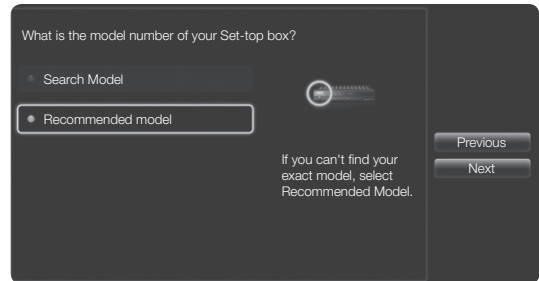 What is the model number of your Set-top box?
Search Model
Recommended model
If you can't find your
exact model, select
Recommended Model.
Previous
Next